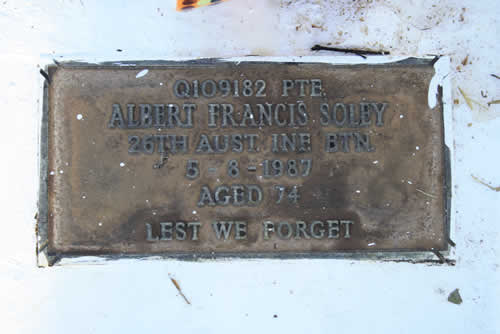 Q109182 PTE.
ALBERT FRANCIS SOLEY
26TH AUST. INF. BTN.
5 - 8 - 1987
AGED 74
LEST WE FORGET